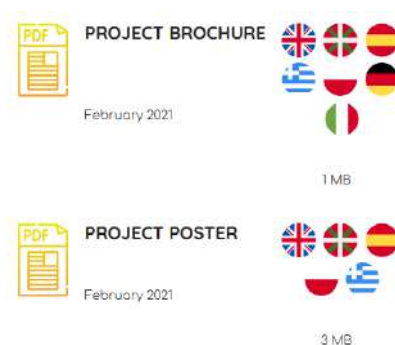 PDF
PROJECT BROCHURE
February 2021
1 MB
PDF
PROJECT POSTER
February 2021
3 MB